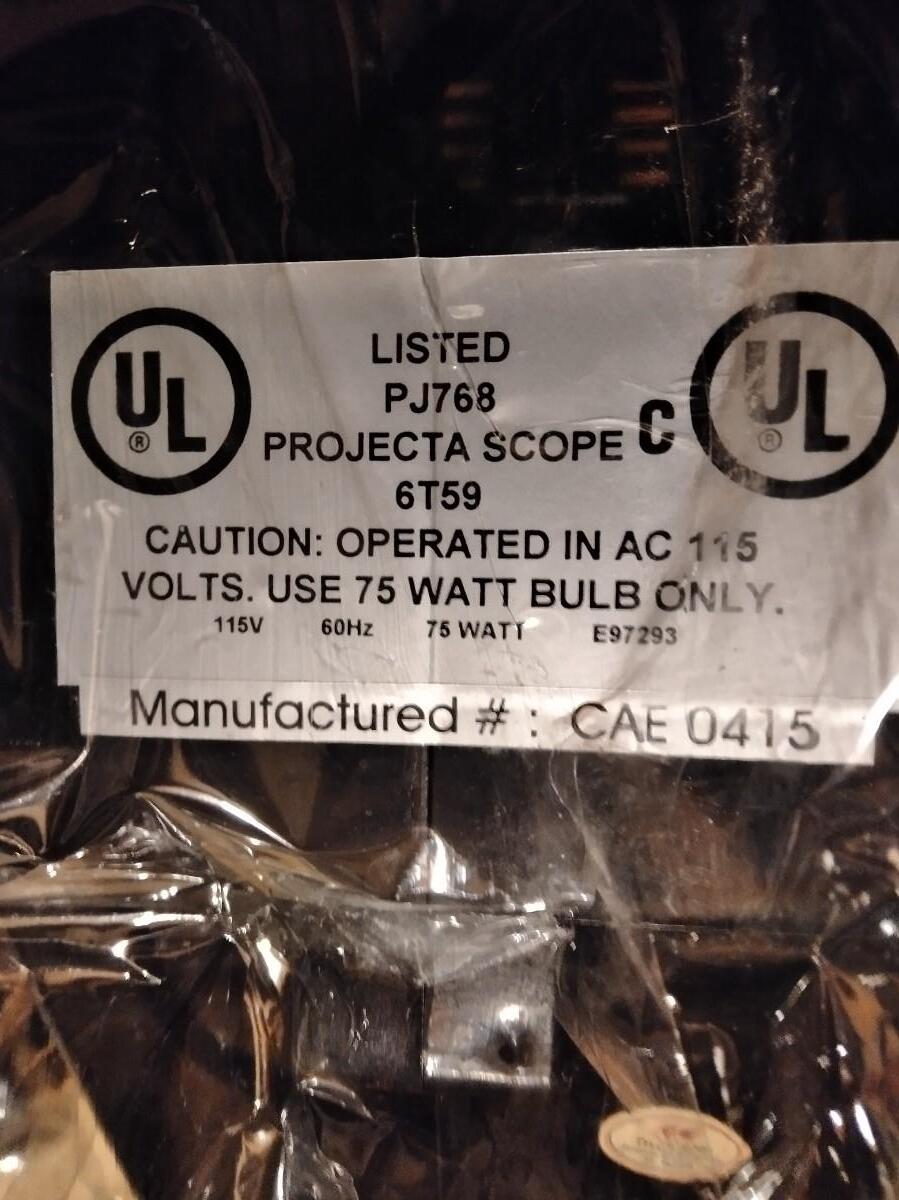 UL
®
LISTED
PJ768
PROJECTA SCOPE
6T59
C UL
®
CAUTION: OPERATED IN AC 115
VOLTS. USE 75 WATT BULB ONLY.
115V 60Hz 75 WATT E97293
Manufactured # : CAE 0415